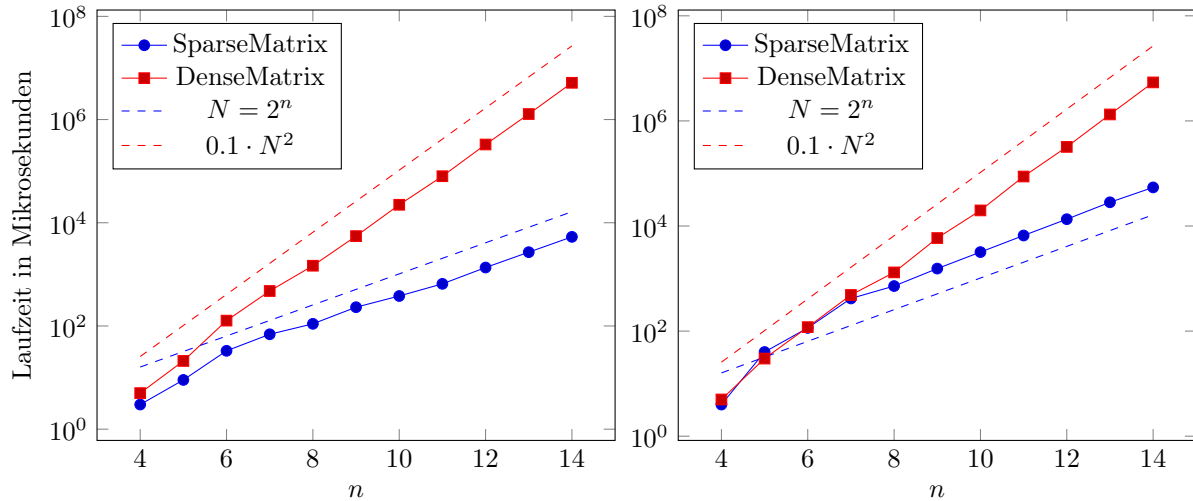 10^8
10^6
10^4
10^2
10^0
Laufzeit in Mikrosekunden
SparseMatrix
DenseMatrix
N = 2^n
0.1 · N^2
4 6 8 10 12 14
n
10^8
10^6
10^4
10^2
10^0
SparseMatrix
DenseMatrix
N = 2^n
0.1 · N^2
4 6 8 10 12 14
n